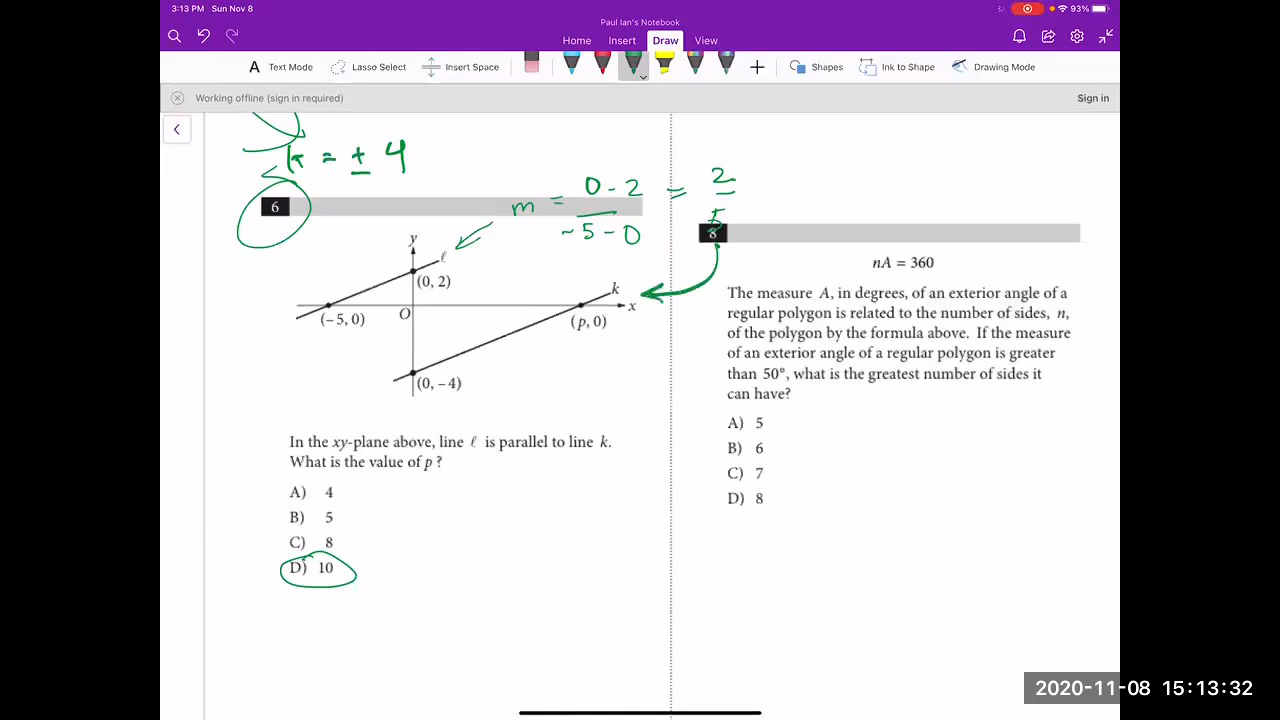 3:13 PM Sun Nov 8
93%
Paul Ian's Notebook
Home Insert Draw View
A Text Mode Lasso Select Insert Space + Shapes Ink to Shape Drawing Mode
Working offline (sign in required) Sign in
k = ± 4
6
m = 0 - 2 = 2
-5 - 0 5
y
ℓ
(0, 2)
k
x
(–5, 0)
O
(p, 0)
(0, –4)
In the xy-plane above, line ℓ is parallel to line k.
What is the value of p ?
A) 4
B) 5
C) 8
D) 10
8
nA = 360
The measure A, in degrees, of an exterior angle of a
regular polygon is related to the number of sides, n,
of the polygon by the formula above. If the measure
of an exterior angle of a regular polygon is greater
than 50°, what is the greatest number of sides it
can have?
A) 5
B) 6
C) 7
D) 8
2020-11-08 15:13:32